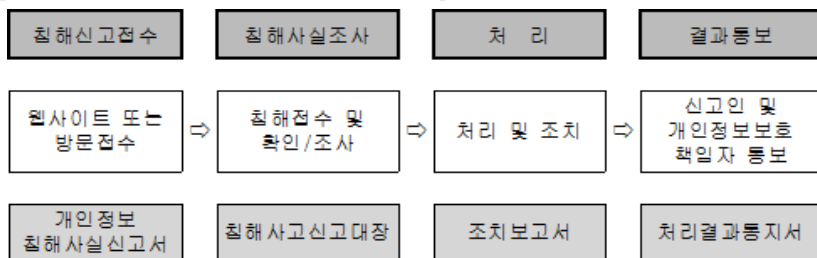 침해신고접수
침해사실조사
처 리
결과통보
웹사이트 또는
방문접수
⇨
침해접수 및
확인/조사
⇨
처리 및 조치
⇨
신고인 및
개인정보보호
책임자 통보
개인정보
침해사실신고서
침해사고신고대장
조치보고서
처리결과통지서